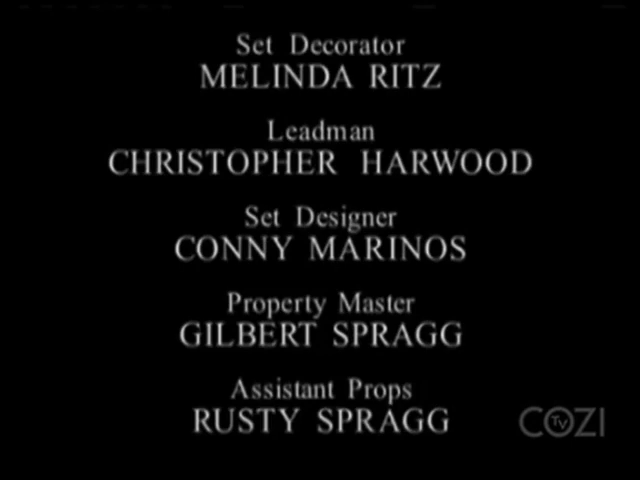 Set Decorator
MELINDA RITZ
Leadman
CHRISTOPHER HARWOOD
Set Designer
CONNY MARINOS
Property Master
GILBERT SPRAGG
Assistant Props
RUSTY SPRAGG
COZI TV